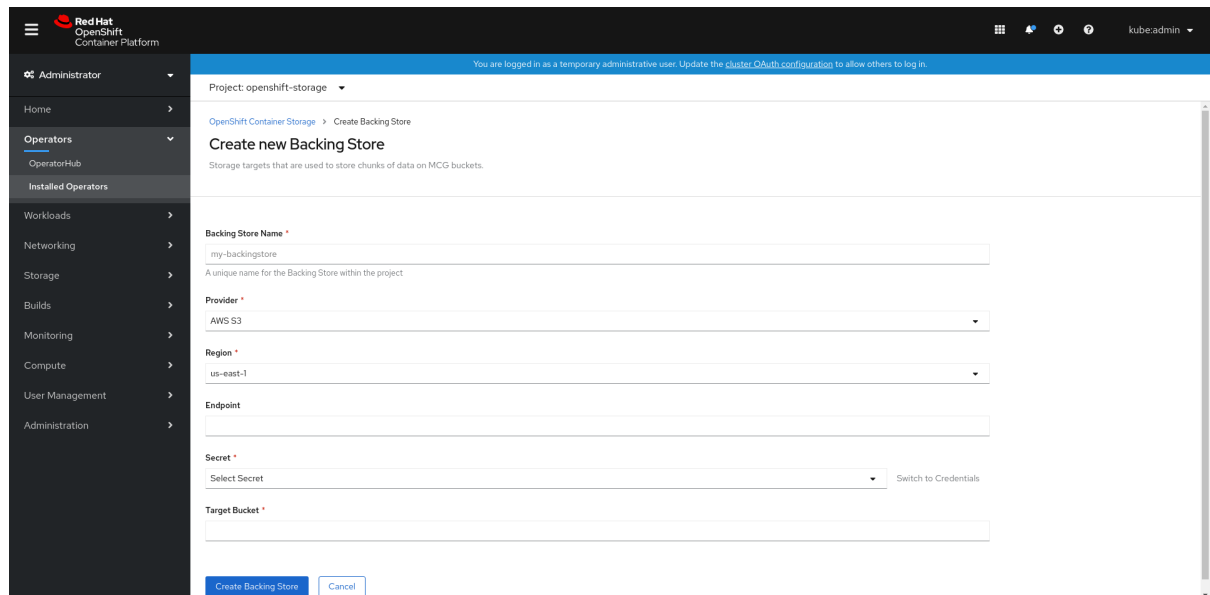 Red Hat
OpenShift
Container Platform
kube:admin
Administrator
You are logged in as a temporary administrative user. Update the cluster OAuth configuration to allow others to log in.
Project: openshift-storage
Home
Operators
OperatorHub
Installed Operators
Workloads
Networking
Storage
Builds
Monitoring
Compute
User Management
Administration
OpenShift Container Storage > Create Backing Store
Create new Backing Store
Storage targets that are used to store chunks of data on MCG buckets.
Backing Store Name *
my-backingstore
A unique name for the Backing Store within the project
Provider *
AWS S3
Region *
us-east-1
Endpoint
Secret *
Select Secret
Switch to Credentials
Target Bucket *
Create Backing Store
Cancel